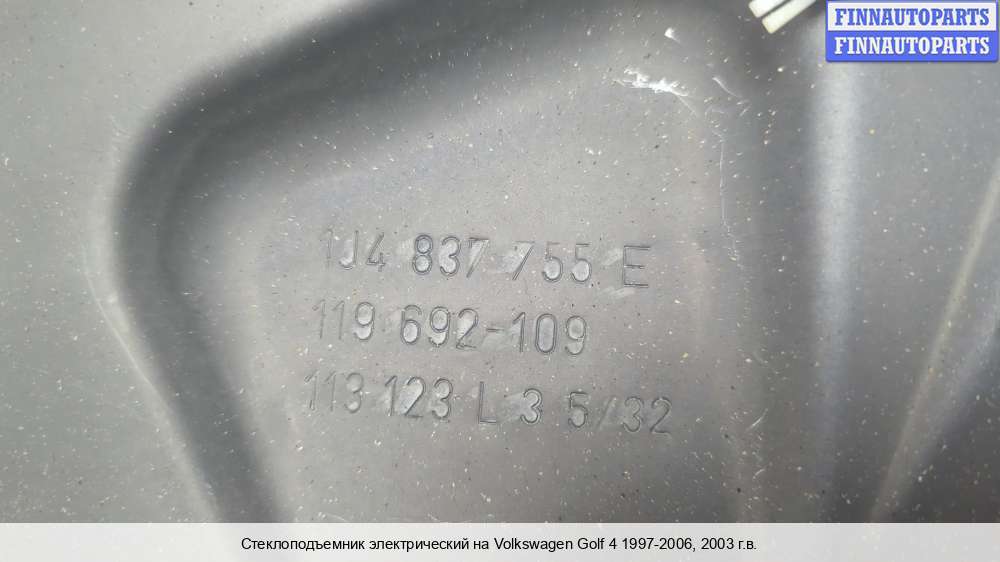 FINNAUTOPARTS
FINNAUTOPARTS
1J4 837 755 E
119 692-109
113 123 L 3 5/32
Стеклоподъемник электрический на Volkswagen Golf 4 1997-2006, 2003 г.в.